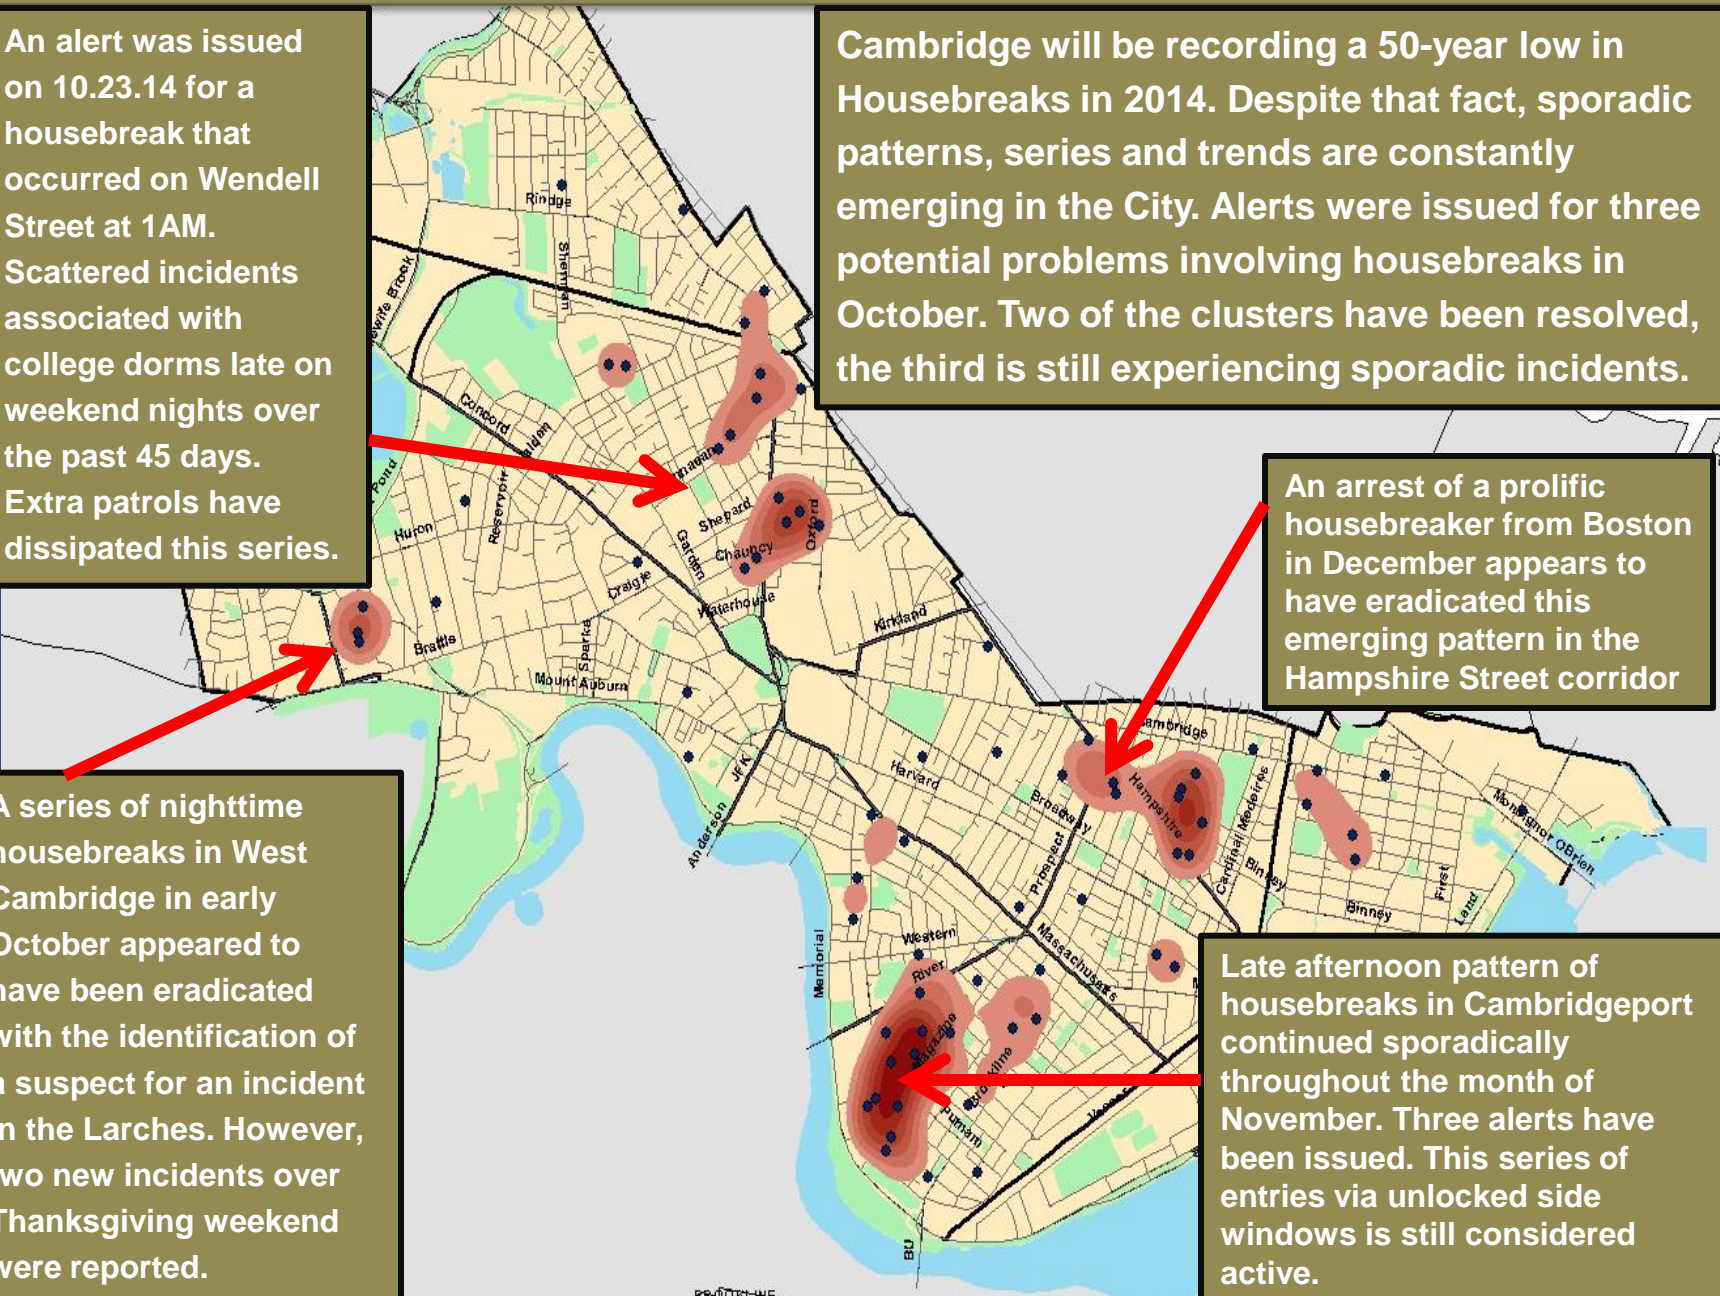 An alert was issued
on 10.23.14 for a
housebreak that
occurred on Wendell
Street at 1AM.
Scattered incidents
associated with
college dorms late on
weekend nights over
the past 45 days.
Extra patrols have
dissipated this series.
Cambridge will be recording a 50-year low in
Housebreaks in 2014. Despite that fact, sporadic
patterns, series and trends are constantly
emerging in the City. Alerts were issued for three
potential problems involving housebreaks in
October. Two of the clusters have been resolved,
the third is still experiencing sporadic incidents.
An arrest of a prolific
housebreaker from Boston
in December appears to
have eradicated this
emerging pattern in the
Hampshire Street corridor
A series of nighttime
housebreaks in West
Cambridge in early
October appeared to
have been eradicated
with the identification of
a suspect for an incident
in the Larches. However,
two new incidents over
Thanksgiving weekend
were reported.
Late afternoon pattern of
housebreaks in Cambridgeport
continued sporadically
throughout the month of
November. Three alerts have
been issued. This series of
entries via unlocked side
windows is still considered
active.
Rindge
Sherman
ewife Brook
Concord
alden
Pond
Reservoir
Huron
Shepard
Oxford
Garden
Chauncy
Craigie
Waterhouse
Kirkland
Brattle
Sparks
Mount Auburn
JFK
Anderson
Harvard
Cambridge
Broadway
Hampshire
Prospect
Cardinal Medeiros
Binney
Binney
First
Land
Monsignor OBrien
Memorial
Western
River
Massachusetts
Magazine
Brookline
Putnam
Vassar
BU